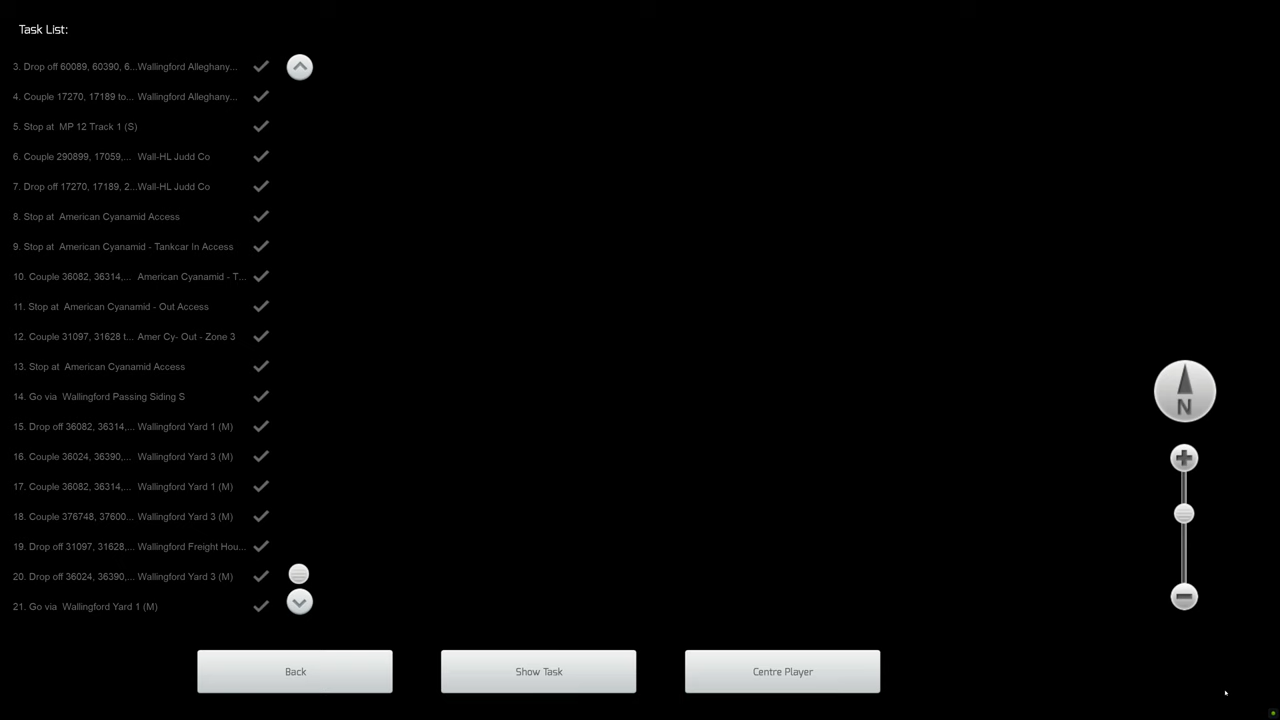 Task List:
3. Drop off 60089, 60390, 6...Wallingford Alleghany...
4. Couple 17270, 17189 to... Wallingford Alleghany...
5. Stop at MP 12 Track 1 (S)
6. Couple 290899, 17059,... Wall-HL Judd Co
7. Drop off 17270, 17189, 2...Wall-HL Judd Co
8. Stop at American Cyanamid Access
9. Stop at American Cyanamid - Tankcar In Access
10. Couple 36082, 36314,... American Cyanamid - T...
11. Stop at American Cyanamid - Out Access
12. Couple 31097, 31628 t... Amer Cy- Out - Zone 3
13. Stop at American Cyanamid Access
14. Go via Wallingford Passing Siding S
15. Drop off 36082, 36314,... Wallingford Yard 1 (M)
16. Couple 36024, 36390,... Wallingford Yard 3 (M)
17. Couple 36082, 36314,... Wallingford Yard 1 (M)
18. Couple 376748, 37600... Wallingford Yard 3 (M)
19. Drop off 31097, 31628,... Wallingford Freight Hou...
20. Drop off 36024, 36390,... Wallingford Yard 3 (M)
21. Go via Wallingford Yard 1 (M)
N
Back
Show Task
Centre Player